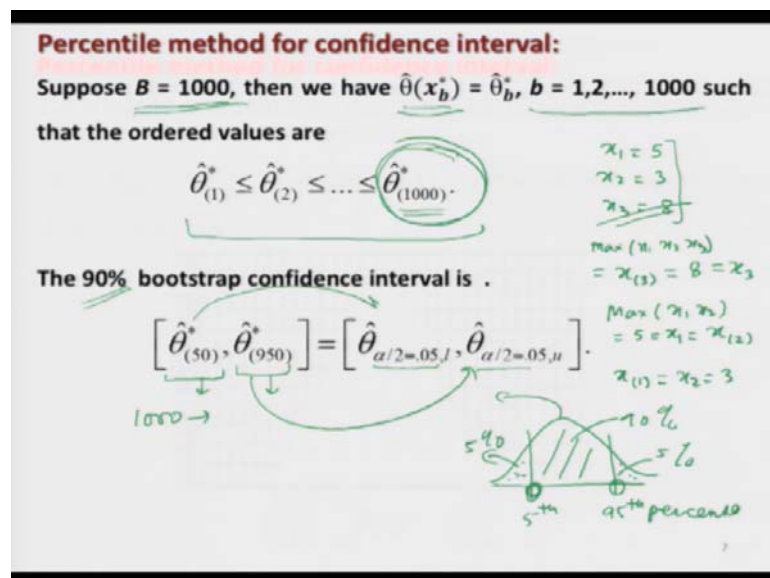 Percentile method for confidence interval:
Suppose B = 1000, then we have θ̂(x*_b) = θ̂*_b, b = 1,2,..., 1000 such
that the ordered values are
θ̂*_(1) ≤ θ̂*_(2) ≤ ... ≤ θ̂*_(1000).
x₁ = 5
x₂ = 3
x₃ = 8
max (x₁ x₂ x₃)
= x_(3) = 8 = x₃
The 90% bootstrap confidence interval is .
Max (x₁, x₂)
= 5 = x₁ = x_(2)
[θ̂*_(50), θ̂*_(950)] = [θ̂_α/2=.05,l , θ̂_α/2=.05,u].
x_(1) = x₂ = 3
1000 →
90%
5%
5%
5th 95th percentile
7